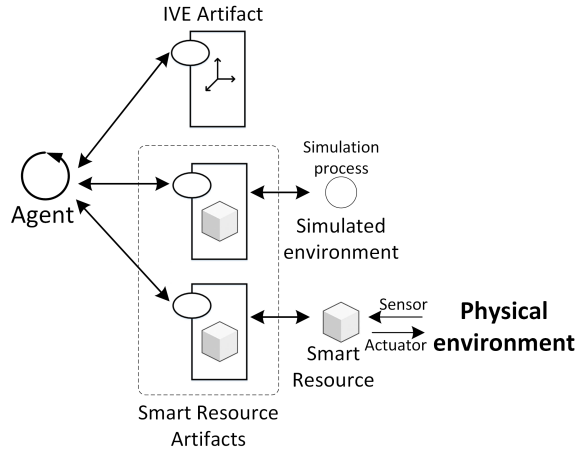 IVE Artifact
Agent
Simulation
process
Simulated
environment
Sensor
Actuator
Physical
environment
Smart
Resource
Smart Resource
Artifacts